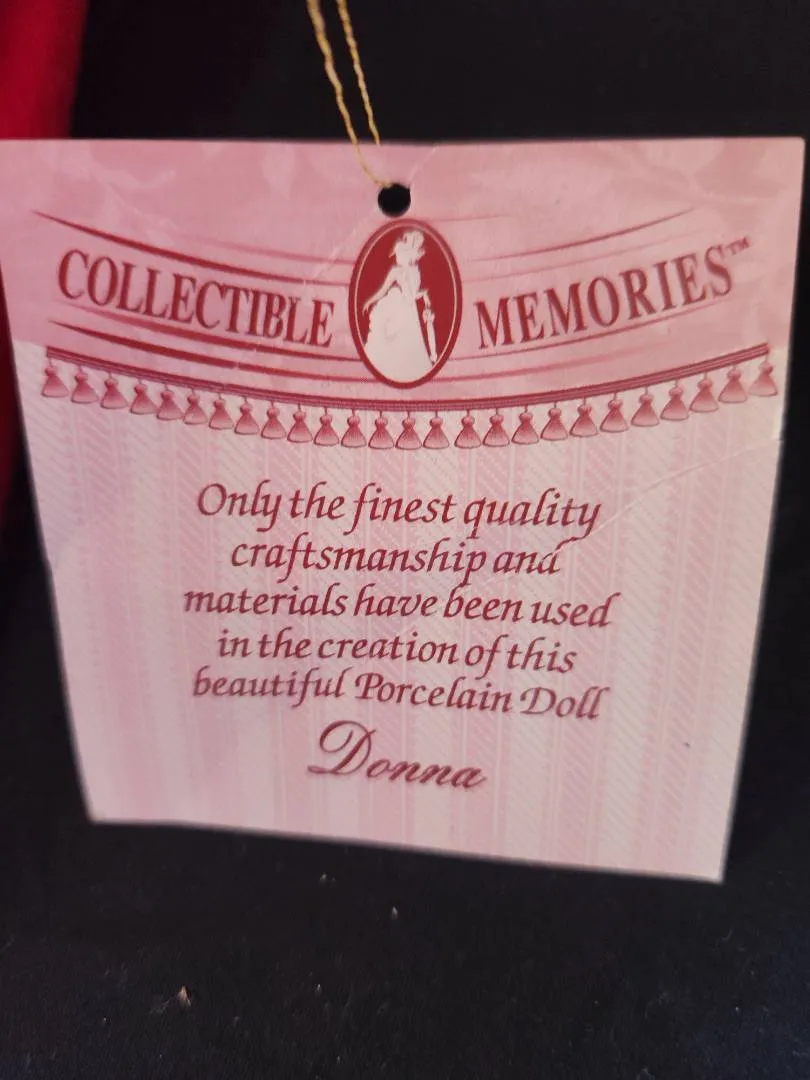 COLLECTIBLE MEMORIES™
Only the finest quality
craftsmanship and
materials have been used
in the creation of this
beautiful Porcelain Doll
Donna